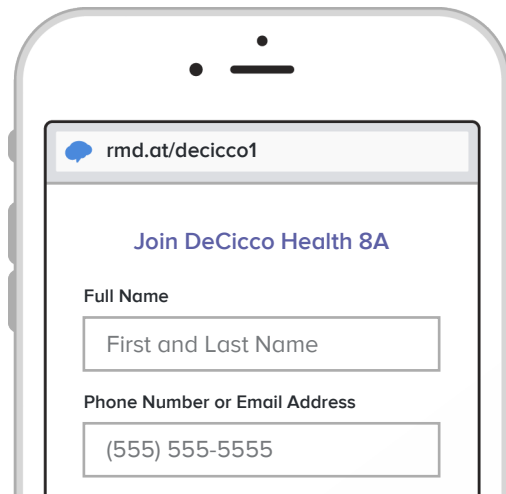 rmd.at/decicco1
Join DeCicco Health 8A
Full Name
First and Last Name
Phone Number or Email Address
(555) 555-5555